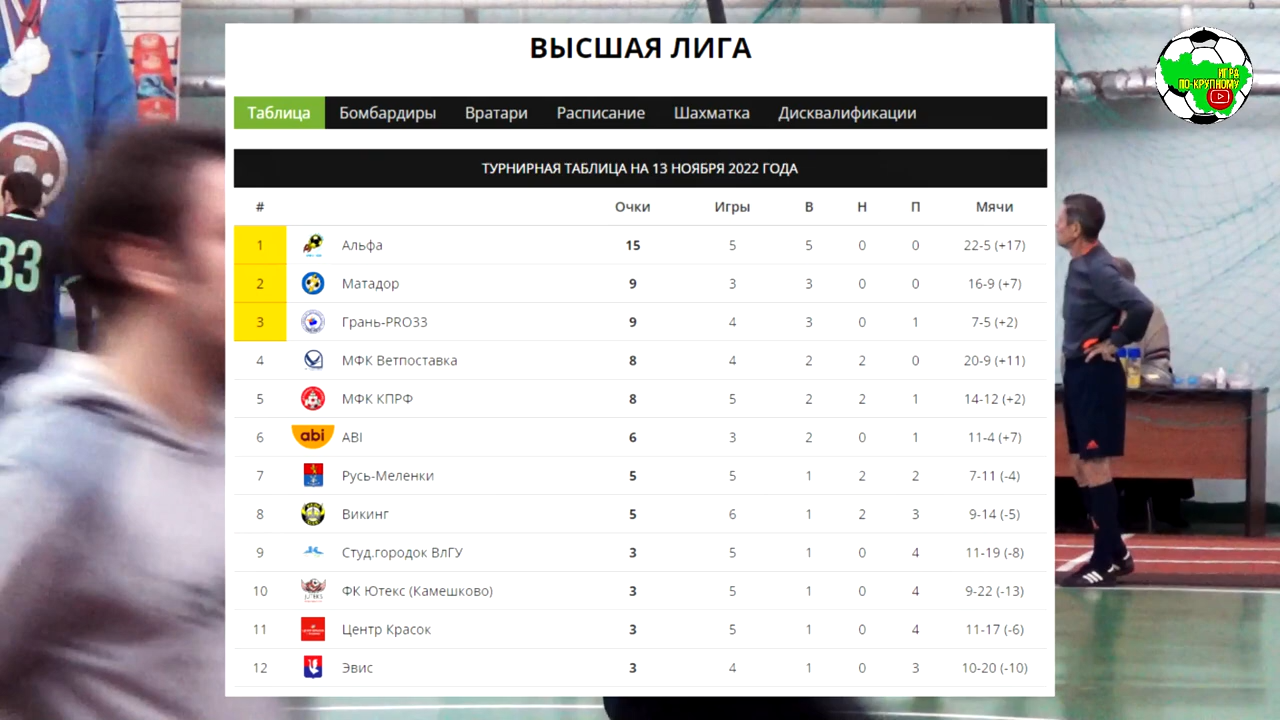 ВЫСШАЯ ЛИГА
ИГРА
ПО-КРУПНОМУ
Таблица Бомбардиры Вратари Расписание Шахматка Дисквалификации
ТУРНИРНАЯ ТАБЛИЦА НА 13 НОЯБРЯ 2022 ГОДА
# Очки Игры В Н П Мячи
1 Альфа 15 5 5 0 0 22-5 (+17)
2 Матадор 9 3 3 0 0 16-9 (+7)
3 Грань-PRO33 9 4 3 0 1 7-5 (+2)
4 МФК Ветпоставка 8 4 2 2 0 20-9 (+11)
5 МФК КПРФ 8 5 2 2 1 14-12 (+2)
6 abi ABI 6 3 2 0 1 11-4 (+7)
7 Русь-Меленки 5 5 1 2 2 7-11 (-4)
8 Викинг 5 6 1 2 3 9-14 (-5)
9 Студ.городок ВлГУ 3 5 1 0 4 11-19 (-8)
10 ФК Ютекс (Камешково) 3 5 1 0 4 9-22 (-13)
11 Центр Красок 3 5 1 0 4 11-17 (-6)
12 Эвис 3 4 1 0 3 10-20 (-10)
33